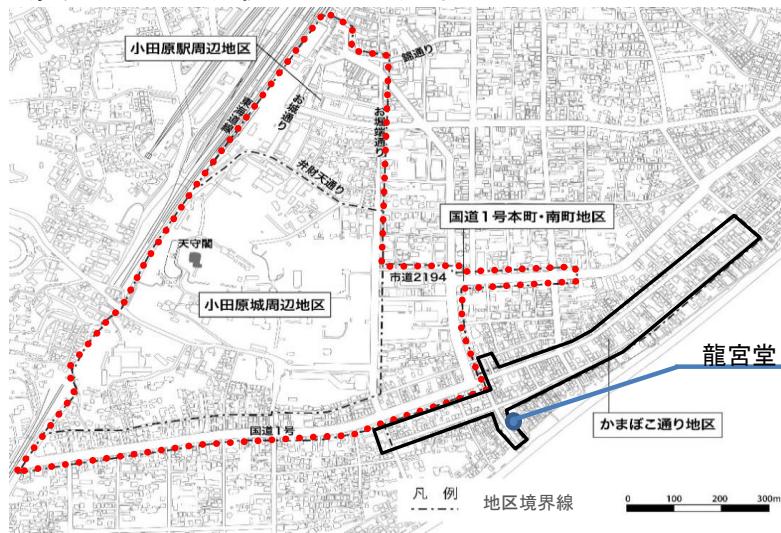 小田原駅周辺地区
錦通り
お城通り
東海道線
お堀端通り
弁財天通り
国道1号本町・南町地区
天守閣
市道2194
小田原城周辺地区
龍宮堂
かまぼこ通り地区
国道1号
凡 例
地区境界線
0 100 200 300m